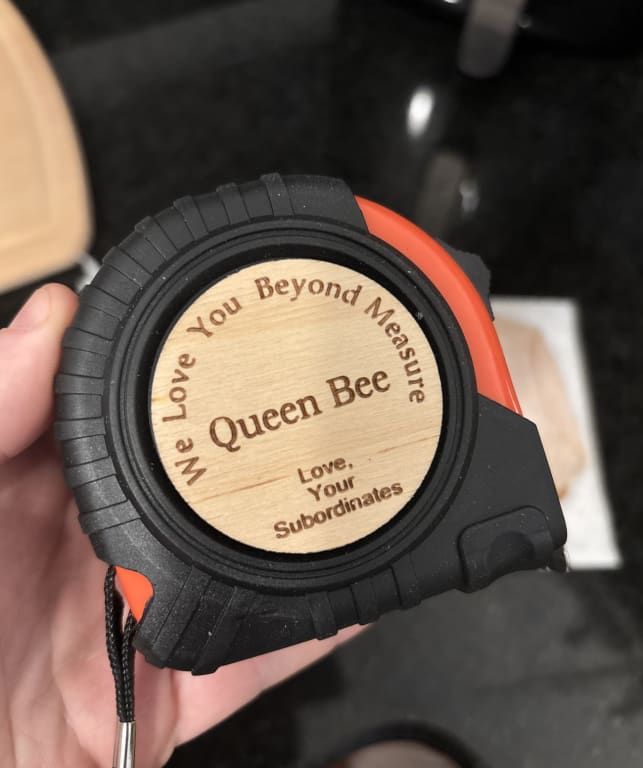 We Love You Beyond Measure
Queen Bee
Love,
Your
Subordinates